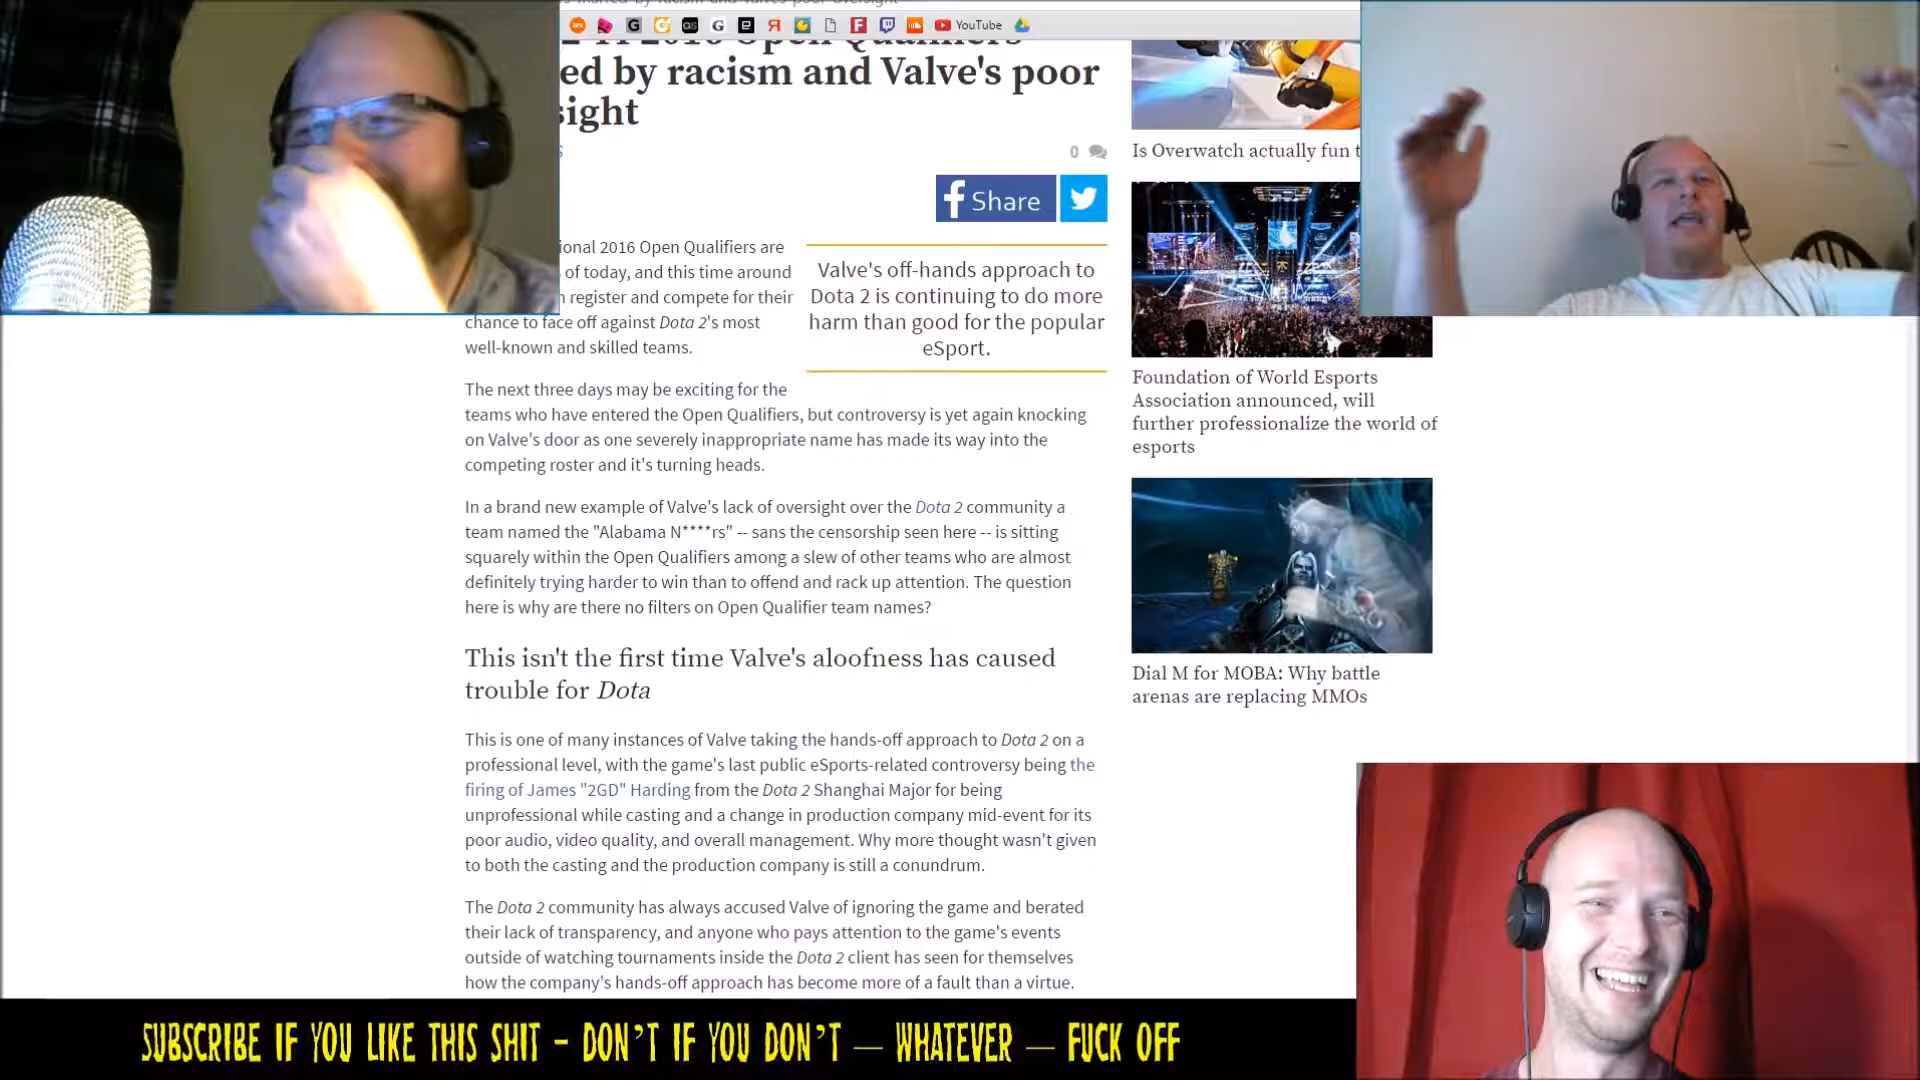 YouTube
ed by racism and Valve's poor
sight
0
Share
ional 2016 Open Qualifiers are
of today, and this time around
register and compete for their
chance to face off against Dota 2's most
well-known and skilled teams.
Valve's off-hands approach to
Dota 2 is continuing to do more
harm than good for the popular
eSport.
The next three days may be exciting for the
teams who have entered the Open Qualifiers, but controversy is yet again knocking
on Valve's door as one severely inappropriate name has made its way into the
competing roster and it's turning heads.
In a brand new example of Valve's lack of oversight over the Dota 2 community a
team named the "Alabama N****rs" -- sans the censorship seen here -- is sitting
squarely within the Open Qualifiers among a slew of other teams who are almost
definitely trying harder to win than to offend and rack up attention. The question
here is why are there no filters on Open Qualifier team names?
This isn't the first time Valve's aloofness has caused
trouble for Dota
This is one of many instances of Valve taking the hands-off approach to Dota 2 on a
professional level, with the game's last public eSports-related controversy being the
firing of James "2GD" Harding from the Dota 2 Shanghai Major for being
unprofessional while casting and a change in production company mid-event for its
poor audio, video quality, and overall management. Why more thought wasn't given
to both the casting and the production company is still a conundrum.
The Dota 2 community has always accused Valve of ignoring the game and berated
their lack of transparency, and anyone who pays attention to the game's events
outside of watching tournaments inside the Dota 2 client has seen for themselves
how the company's hands-off approach has become more of a fault than a virtue.
Is Overwatch actually fun
Foundation of World Esports
Association announced, will
further professionalize the world of
esports
Dial M for MOBA: Why battle
arenas are replacing MMOs
SUBSCRIBE IF YOU LIKE THIS SHIT - DON'T IF YOU DON'T — WHATEVER — FUCK OFF